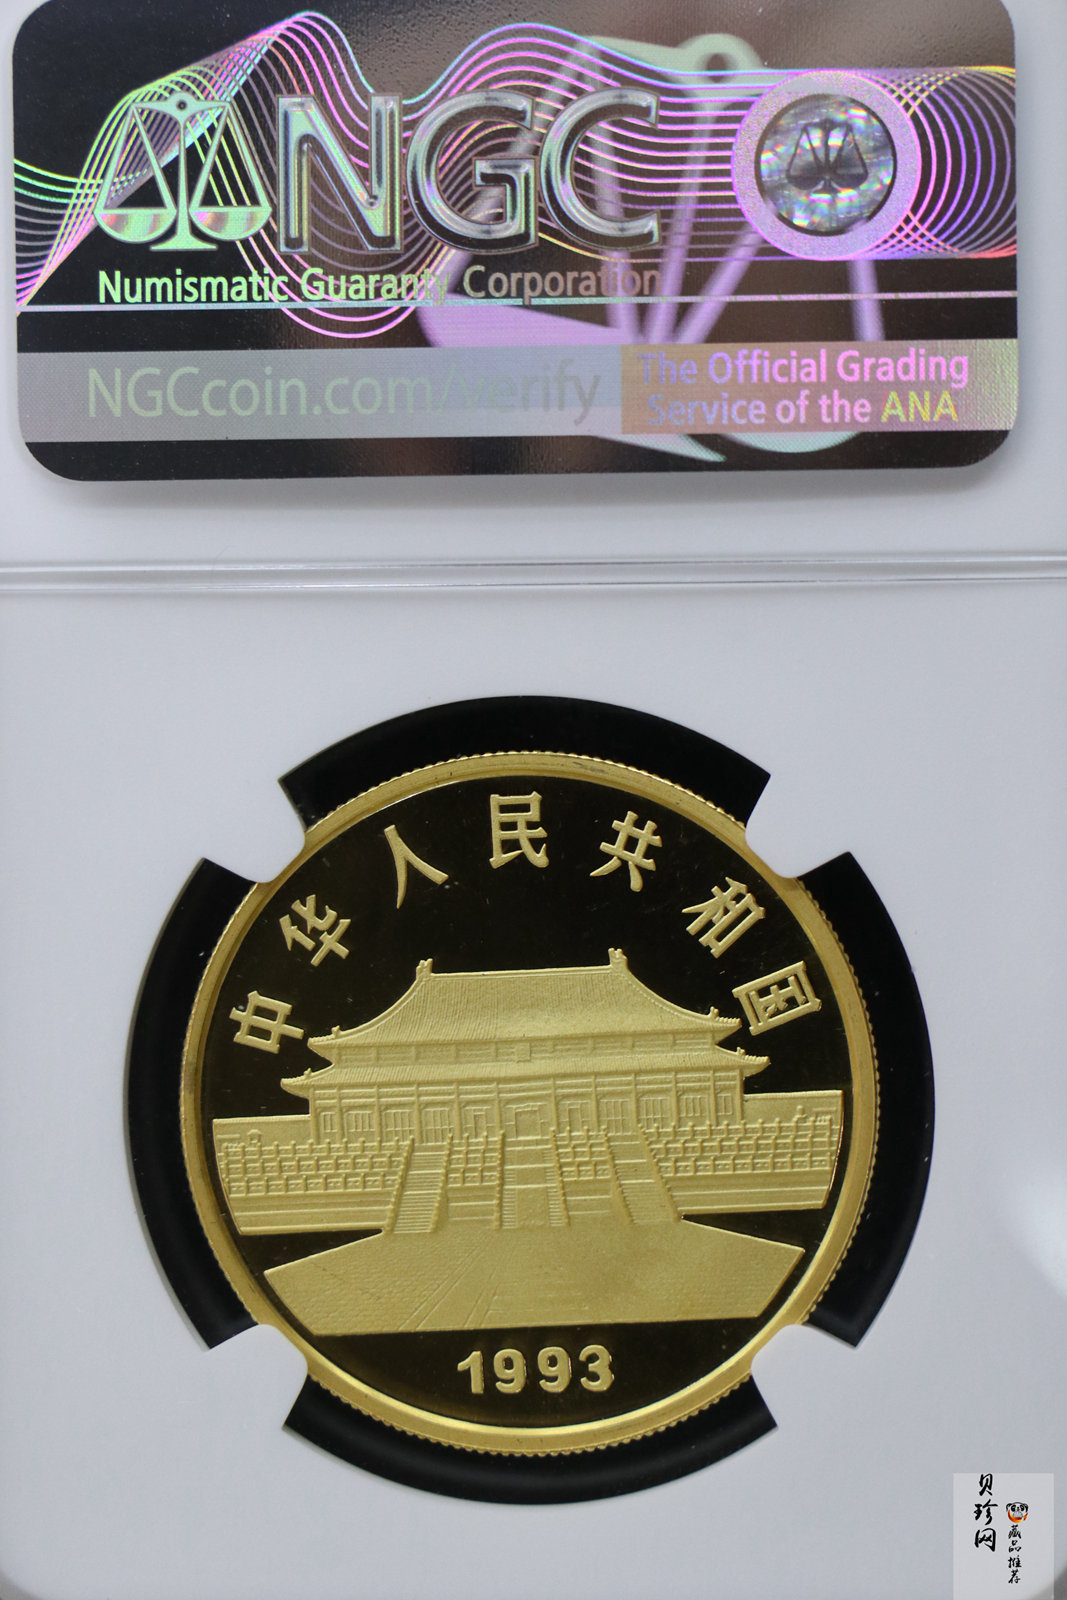 NGC
Numismatic Guaranty Corporation
NGCcoin.com/verify
The Official Grading
Service of the ANA
中华人民共和国
1993
贝珍网
藏品推荐